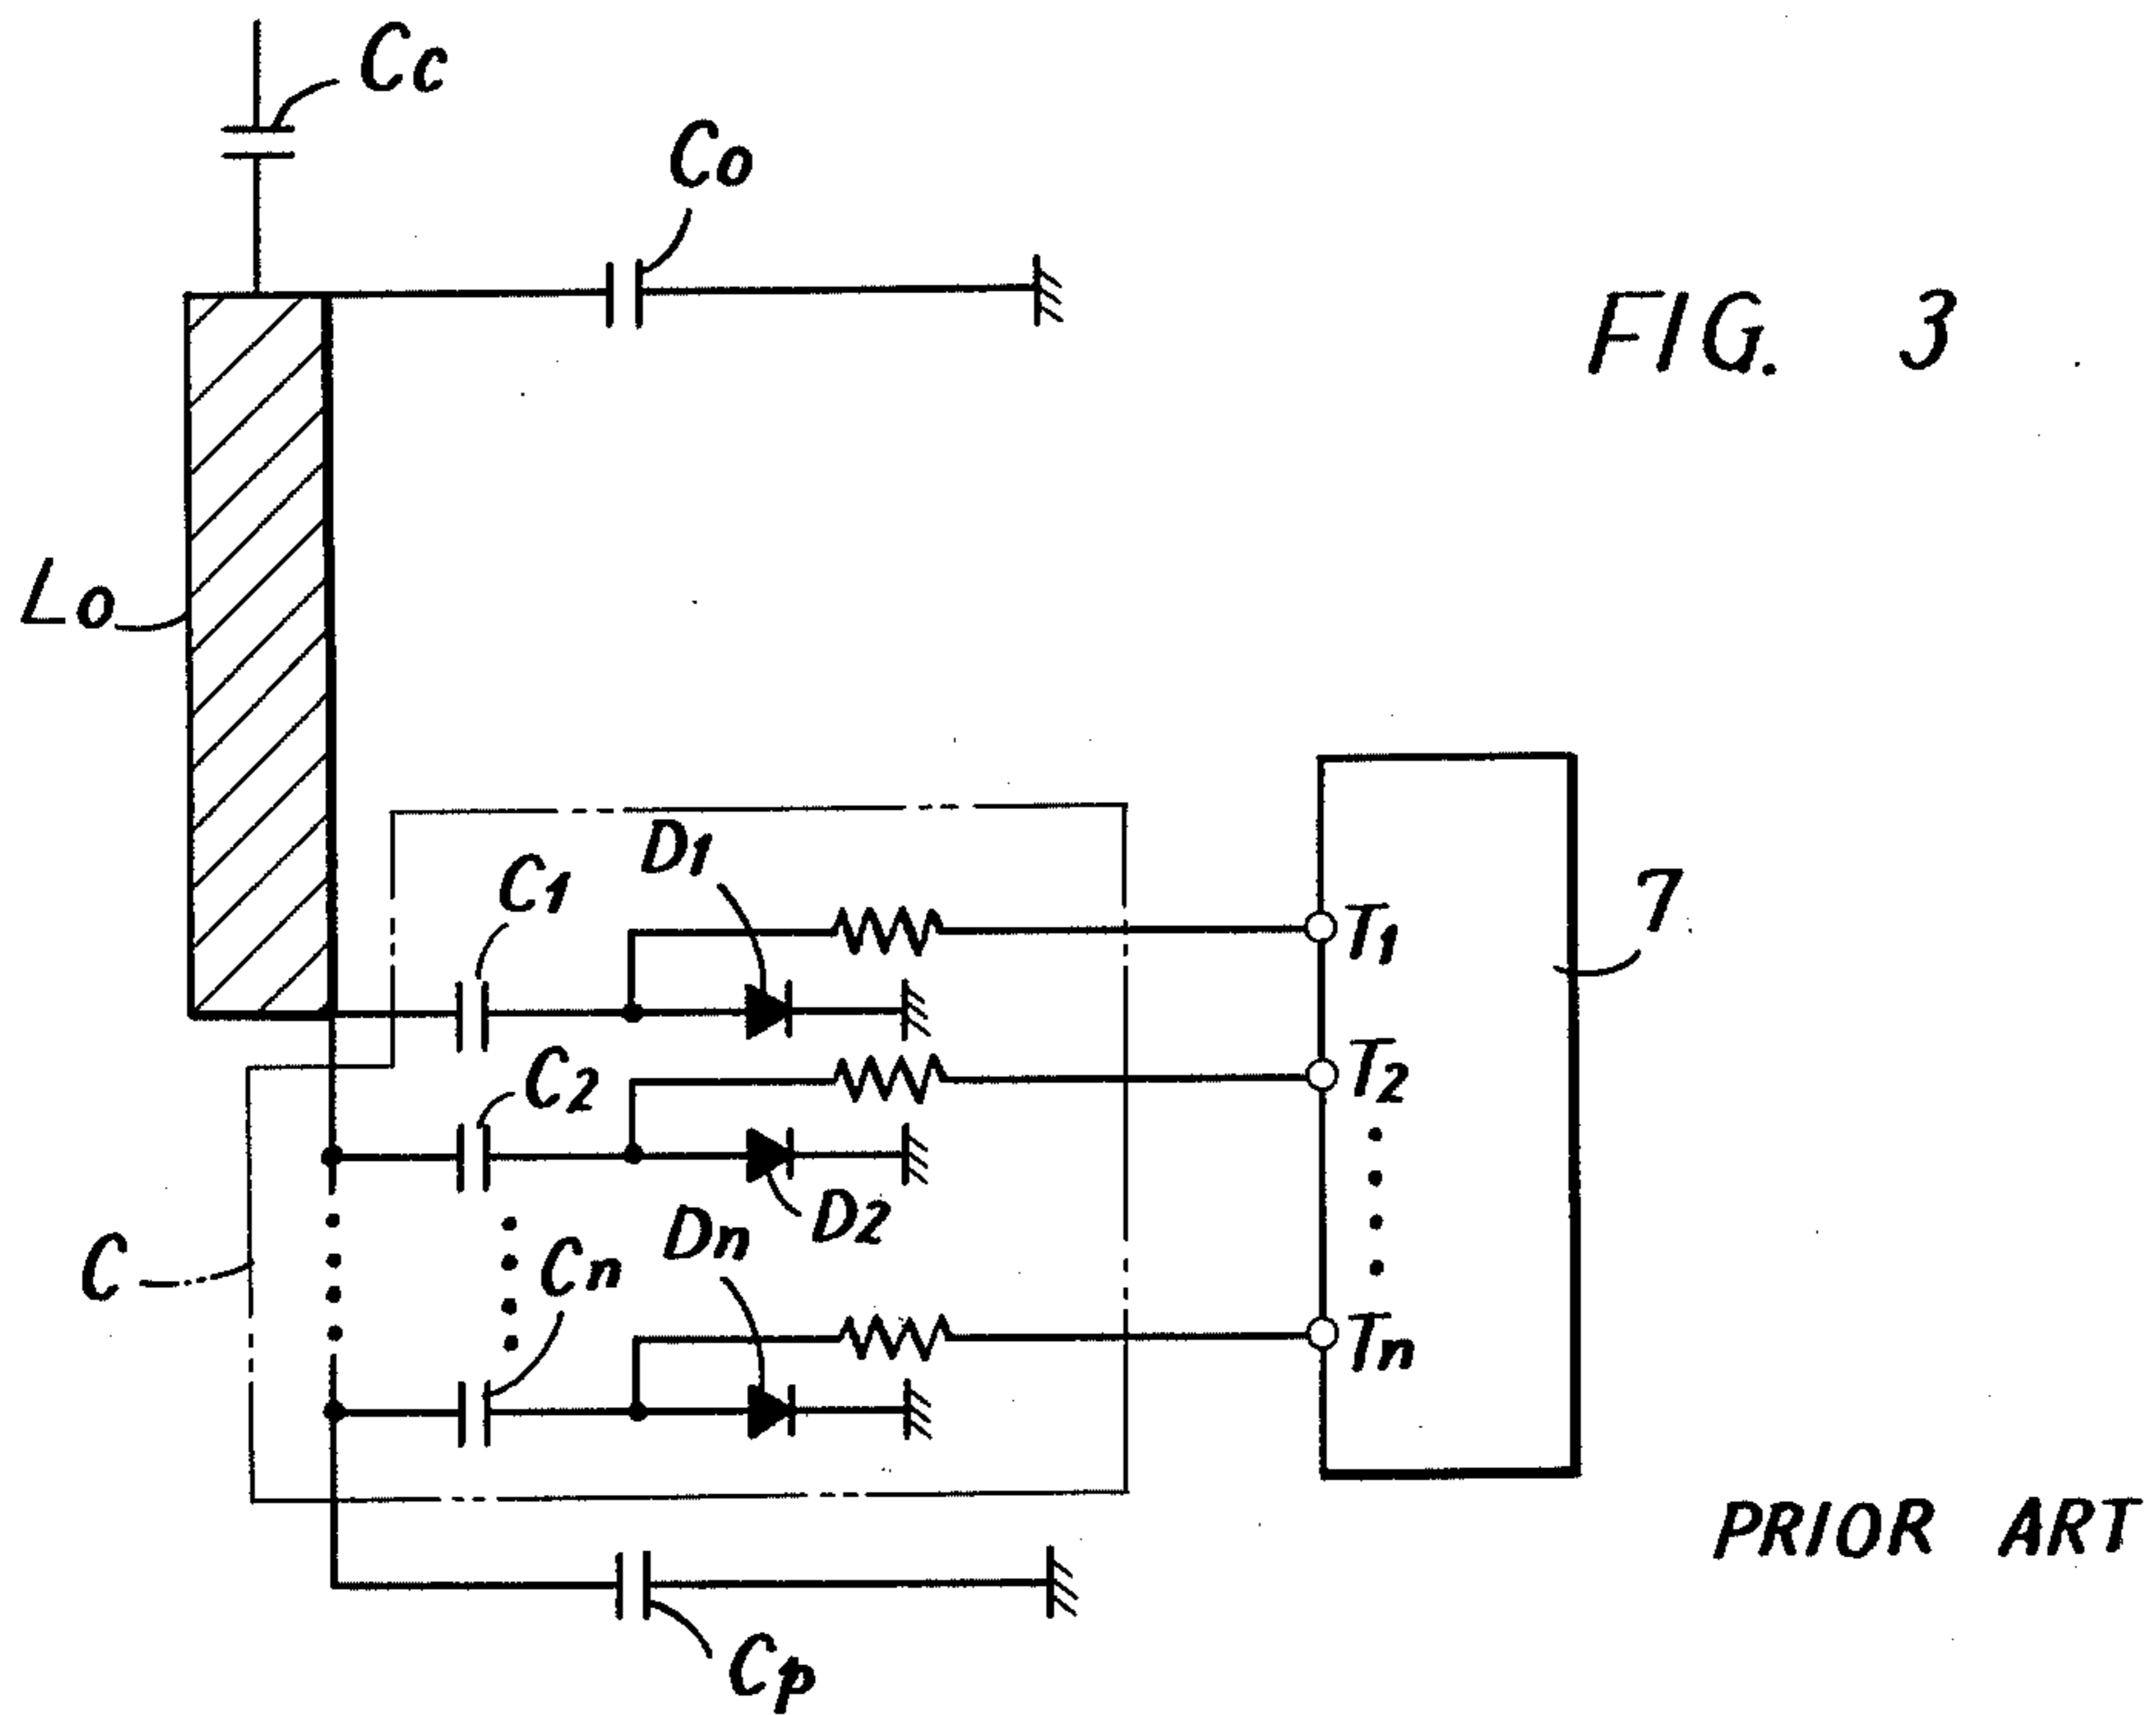 Cc
Co
FIG. 3
Lo
D1
C1
7
T1
C2
T2
D2
Dn
C
Cn
Tn
PRIOR ART
Cp